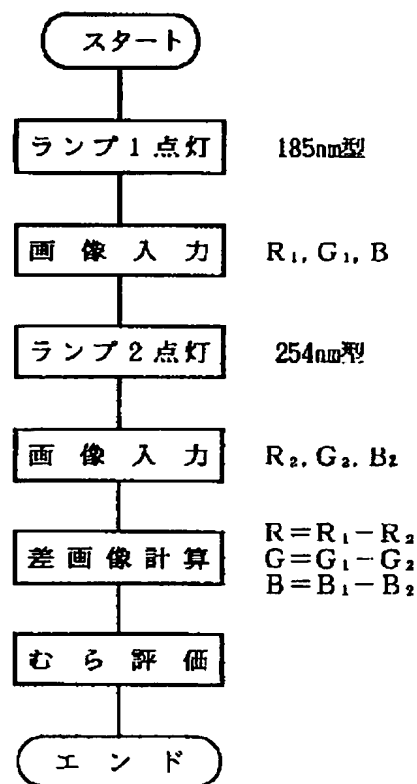 スタート
ランプ1点灯 185nm型
画像入力 R₁, G₁, B
ランプ2点灯 254nm型
画像入力 R₂, G₂, B₂
R=R₁−R₂
差画像計算 G=G₁−G₂
B=B₁−B₂
むら評価
エンド